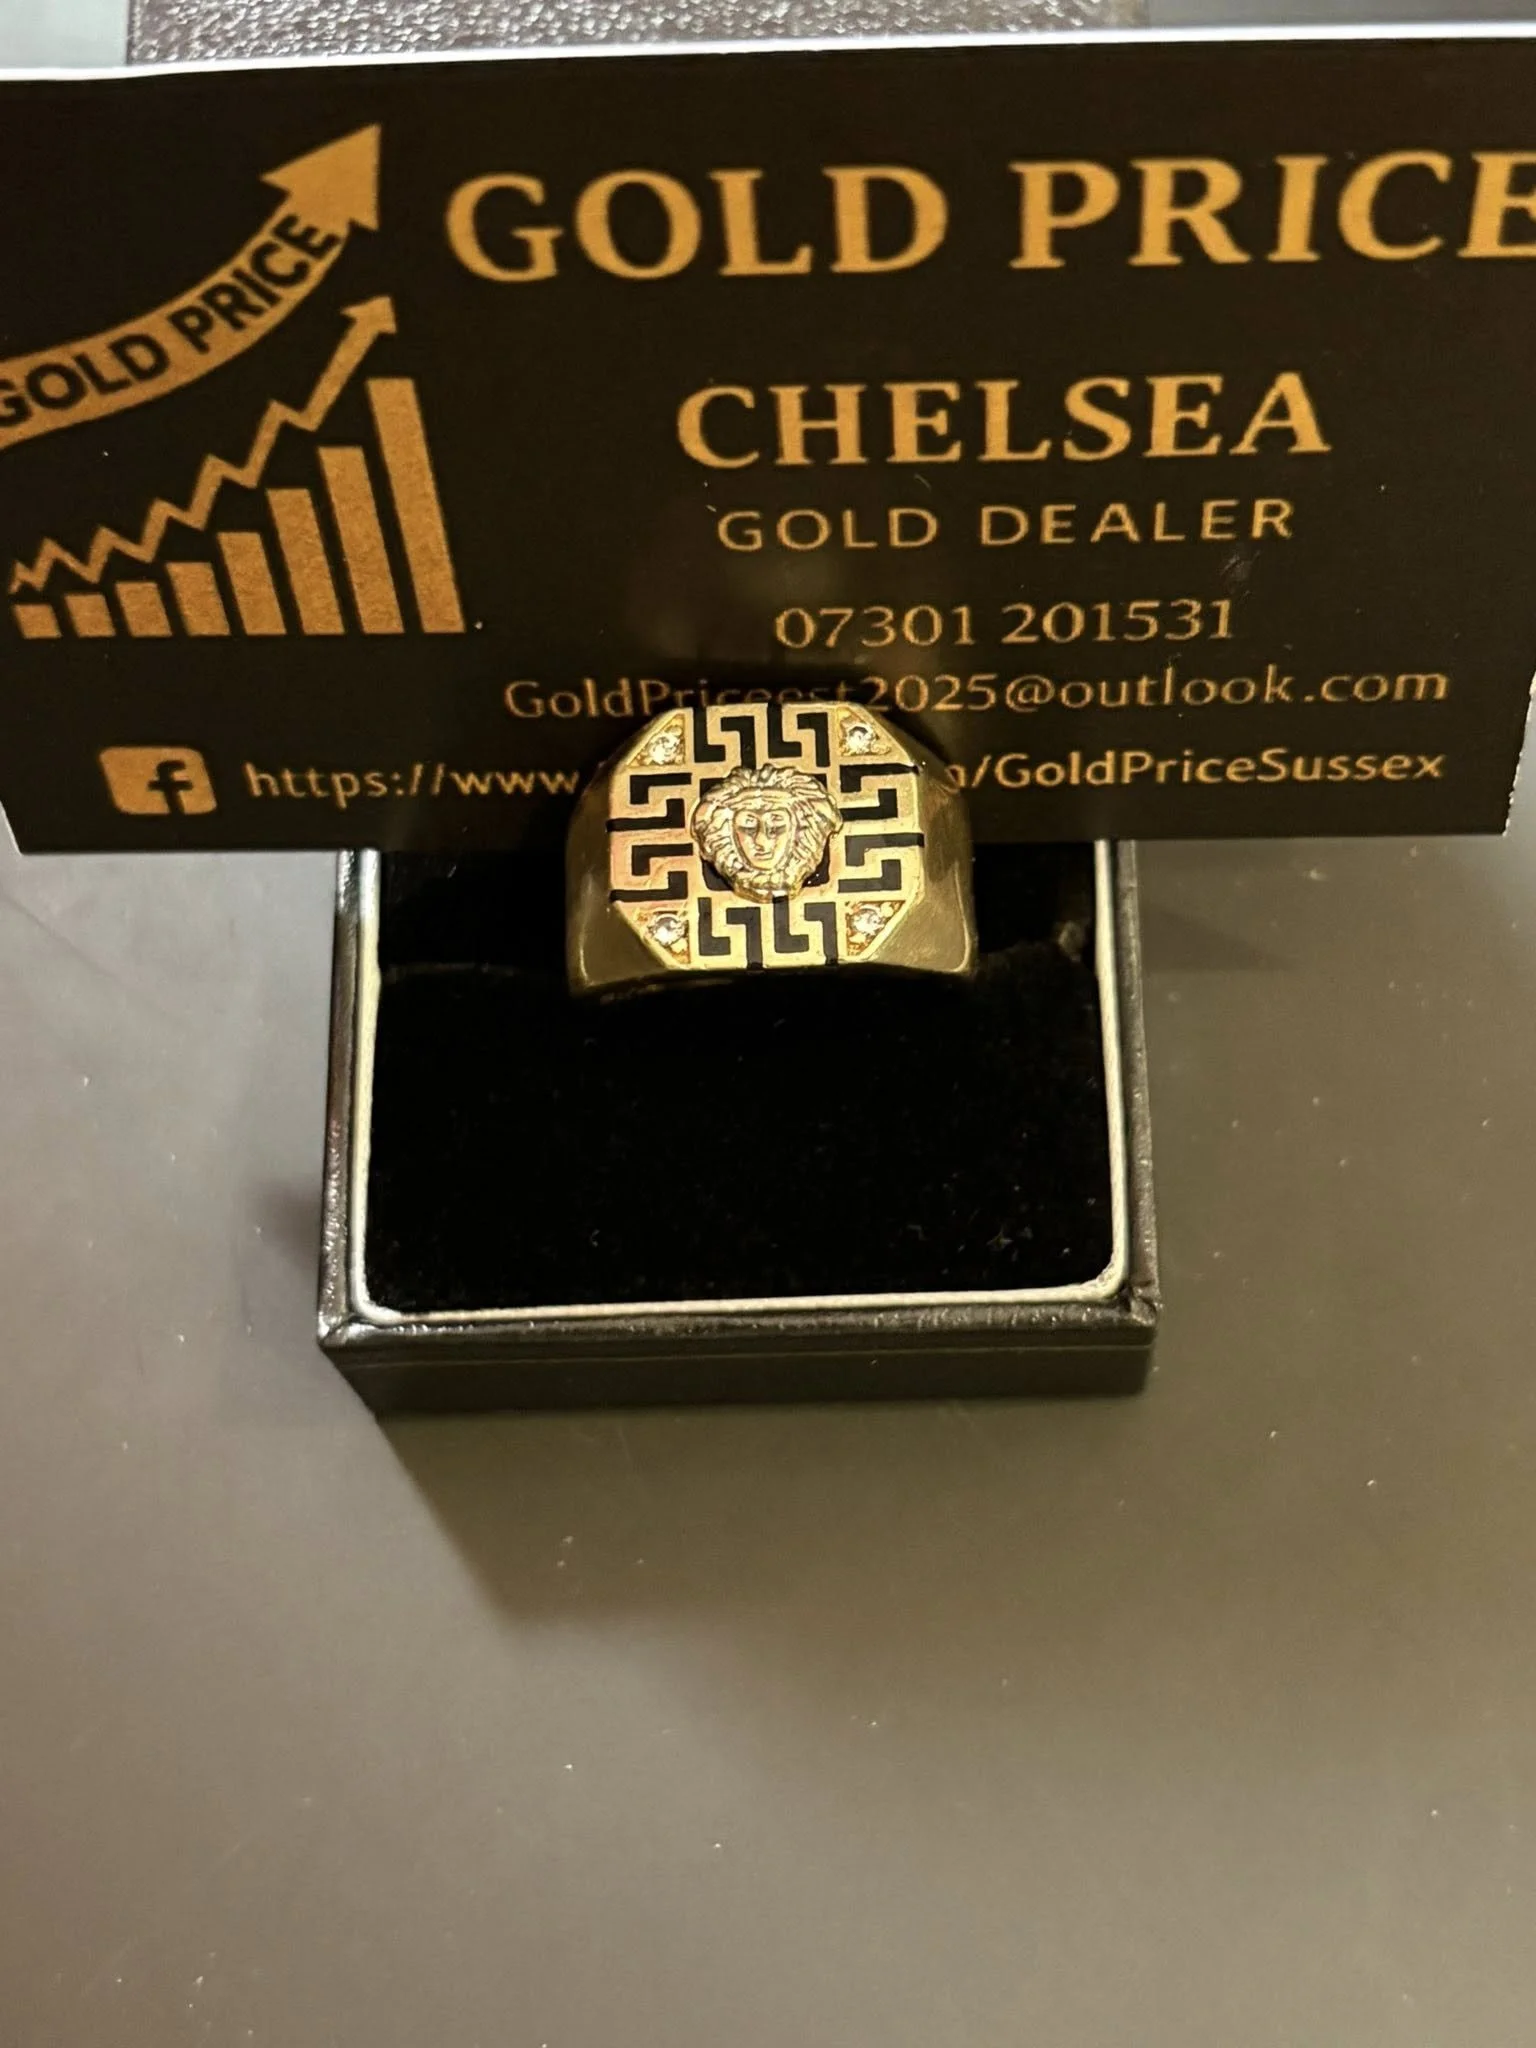 GOLD PRICE
GOLD PRICE
CHELSEA
GOLD DEALER
07301 201531
GoldPriceest2025@outlook.com
https://www. /GoldPriceSussex